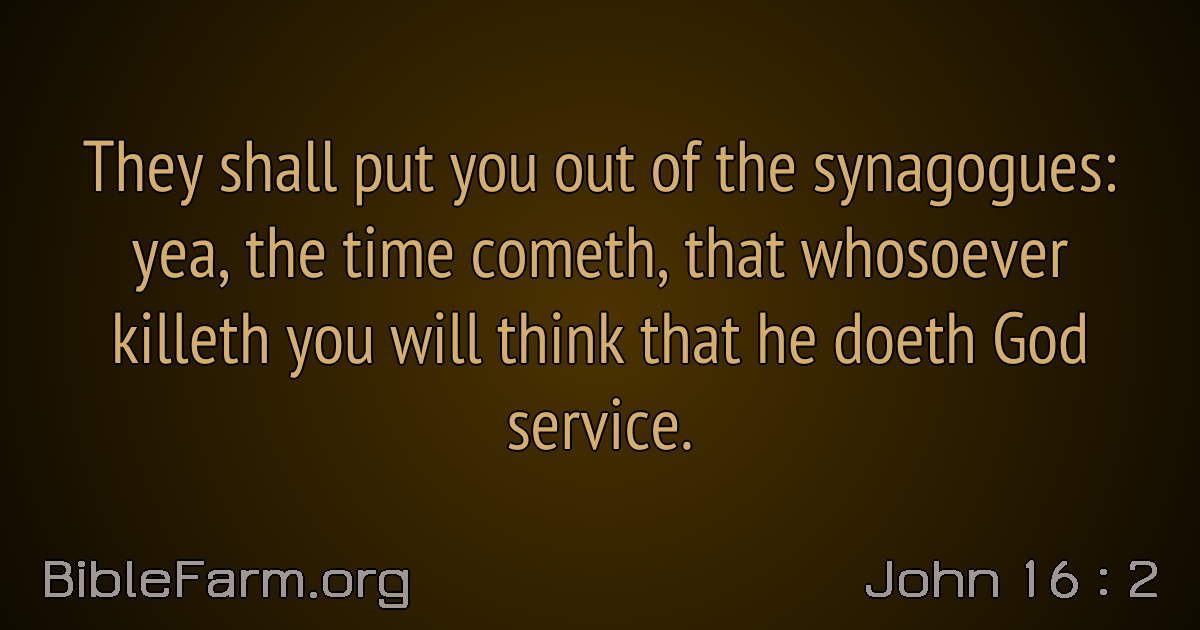 They shall put you out of the synagogues:
yea, the time cometh, that whosoever
killeth you will think that he doeth God
service.
BibleFarm.org
John 16 : 2